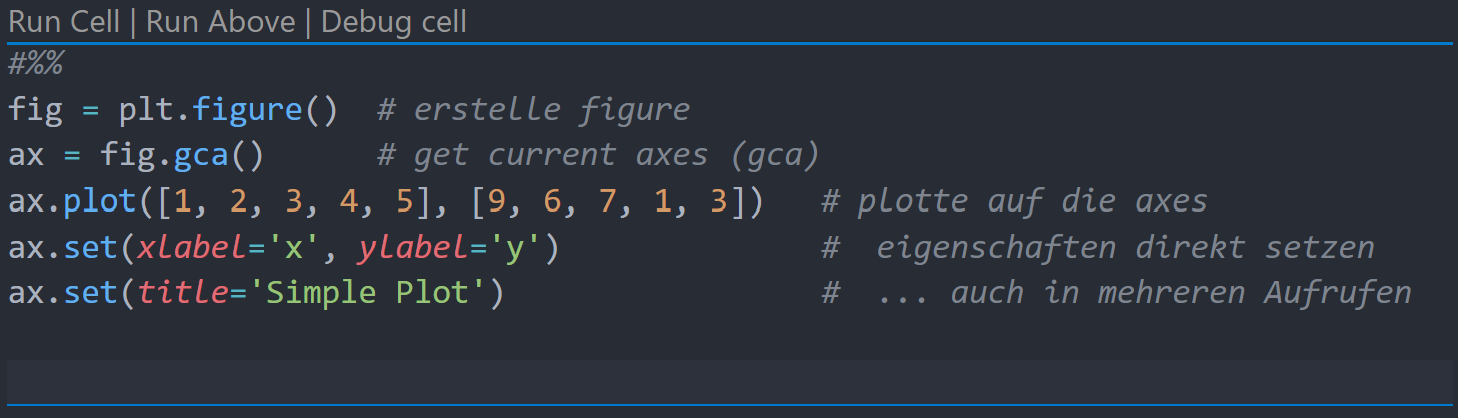 Run Cell | Run Above | Debug cell
#%%
fig = plt.figure()  # erstelle figure
ax = fig.gca()      # get current axes (gca)
ax.plot([1, 2, 3, 4, 5], [9, 6, 7, 1, 3])   # plotte auf die axes
ax.set(xlabel='x', ylabel='y')              #  eigenschaften direkt setzen
ax.set(title='Simple Plot')                 #  ... auch in mehreren Aufrufen